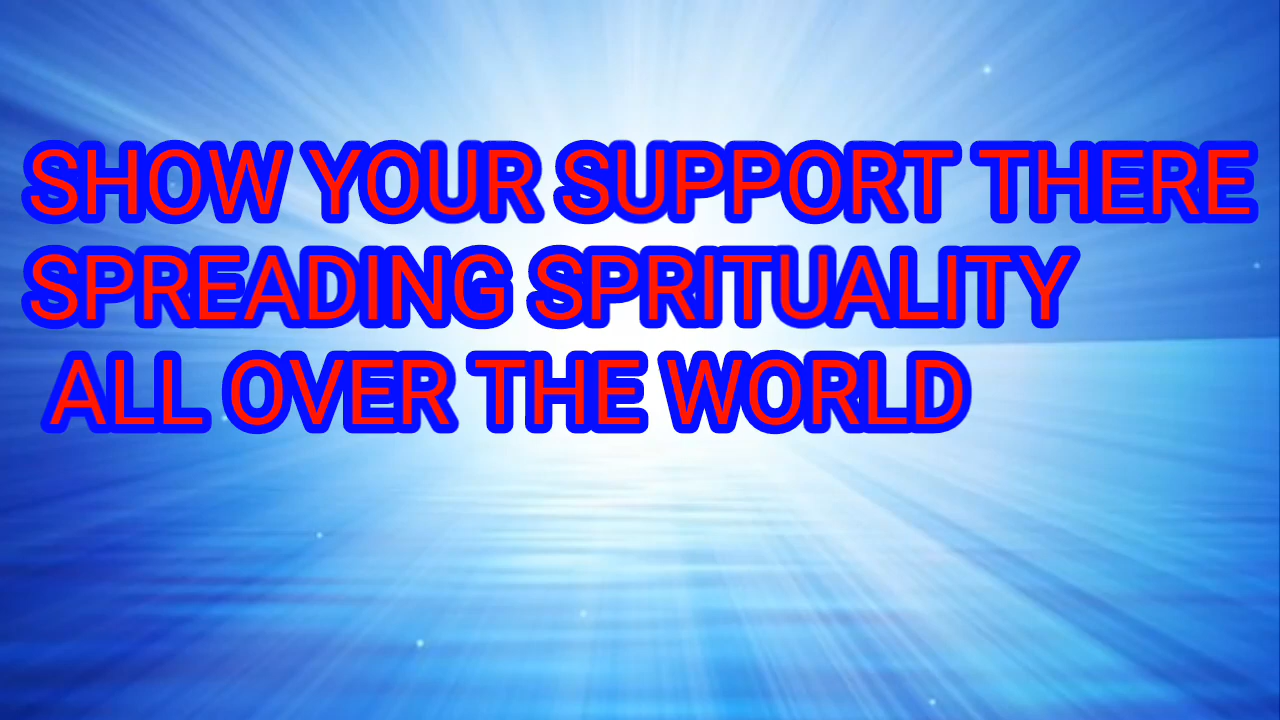 SHOW YOUR SUPPORT THERE
SPREADING SPRITUALITY
ALL OVER THE WORLD